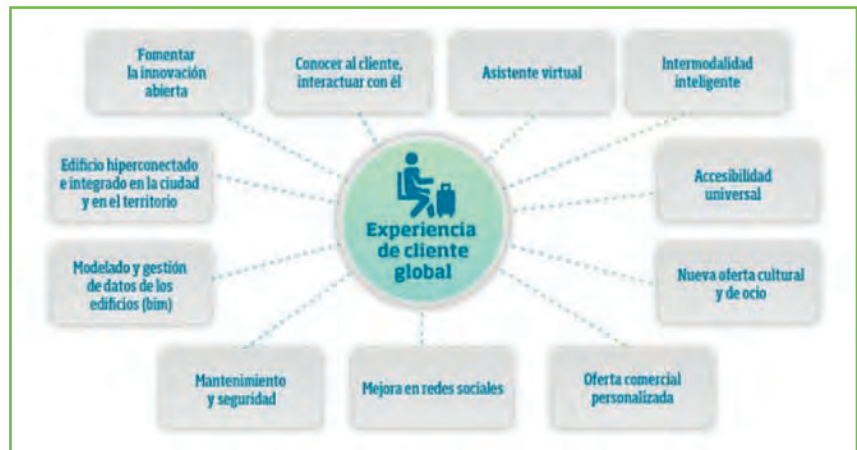 Fomentar
la innovación
abierta
Conocer al cliente,
interactuar con él
Asistente virtual
Intermodalidad
inteligente
Edificio hiperconectado
e integrado en la ciudad
y en el territorio
Experiencia
de cliente
global
Accesibilidad
universal
Modelado y gestión
de datos de los
edificios (bim)
Nueva oferta cultural
y de ocio
Mantenimiento
y seguridad
Mejora en redes sociales
Oferta comercial
personalizada